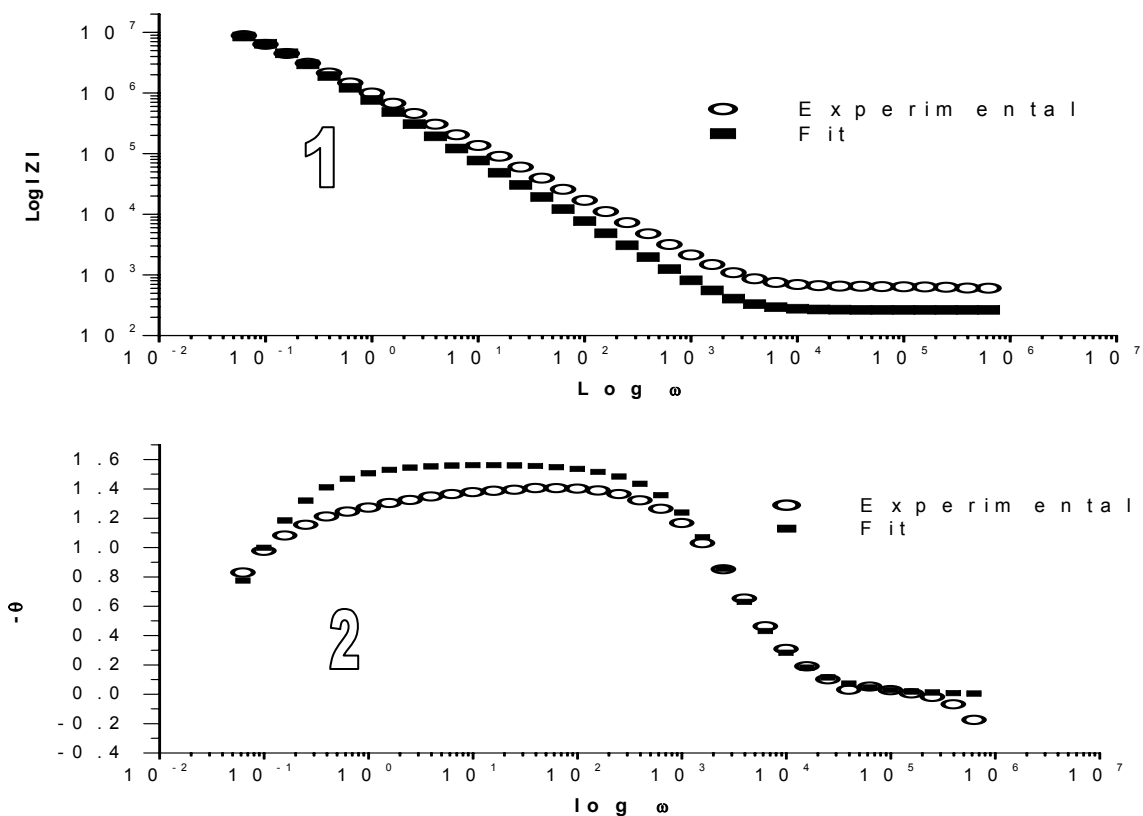 10⁷
10⁶
10⁵
10⁴
10³
10²
Log IZI
1
Experimental
Fit
10⁻² 10⁻¹ 10⁰ 10¹ 10² 10³ 10⁴ 10⁵ 10⁶ 10⁷
Log ω
1.6
1.4
1.2
1.0
0.8
0.6
0.4
0.2
0.0
-0.2
-0.4
-θ
2
Experimental
Fit
10⁻² 10⁻¹ 10⁰ 10¹ 10² 10³ 10⁴ 10⁵ 10⁶ 10⁷
log ω